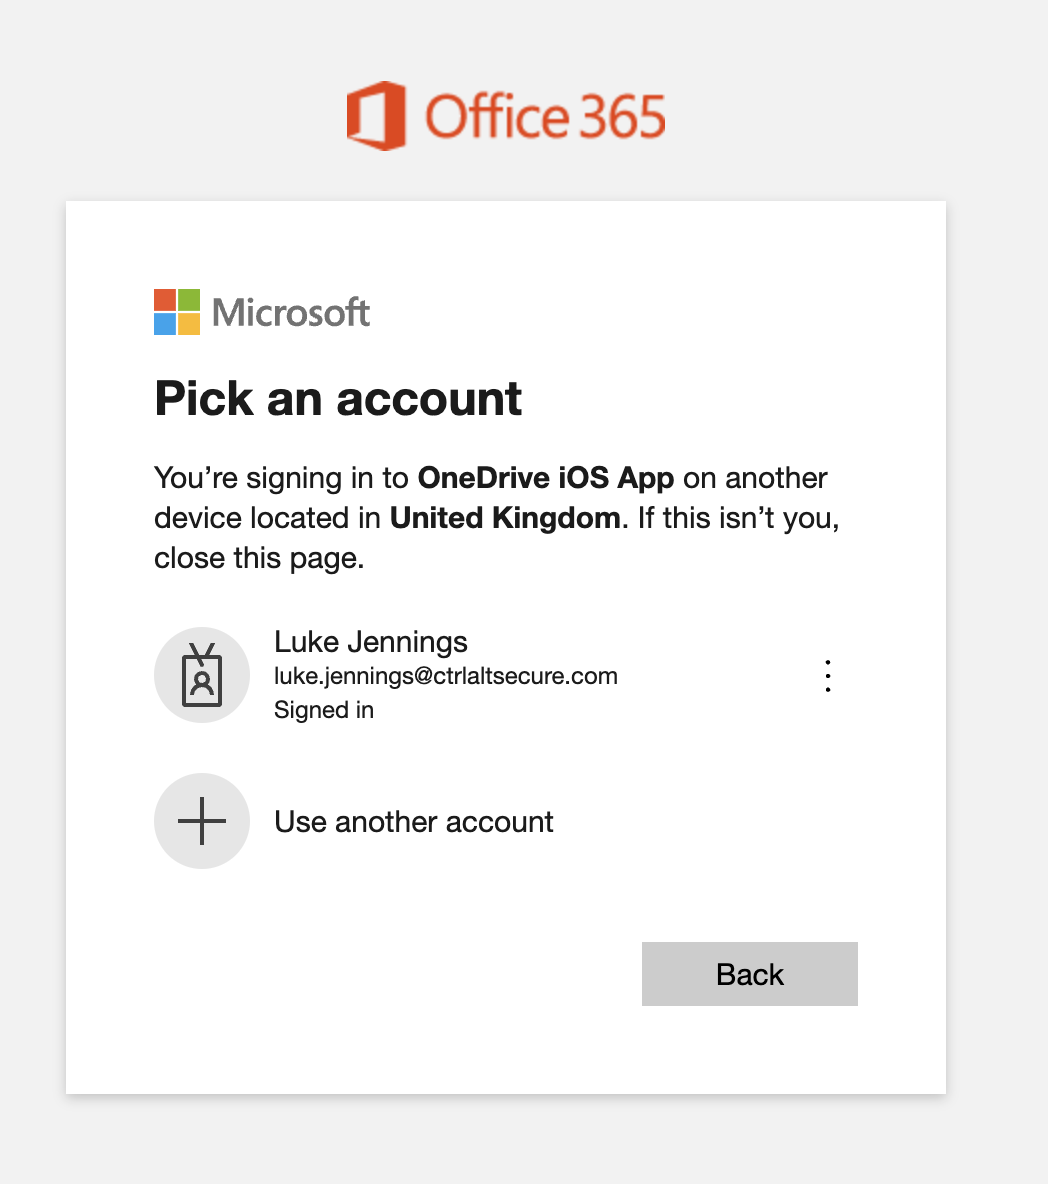 Office 365
Microsoft
Pick an account
You’re signing in to OneDrive iOS App on another
device located in United Kingdom. If this isn’t you,
close this page.
Luke Jennings
luke.jennings@ctrlaltsecure.com
Signed in
Use another account
Back